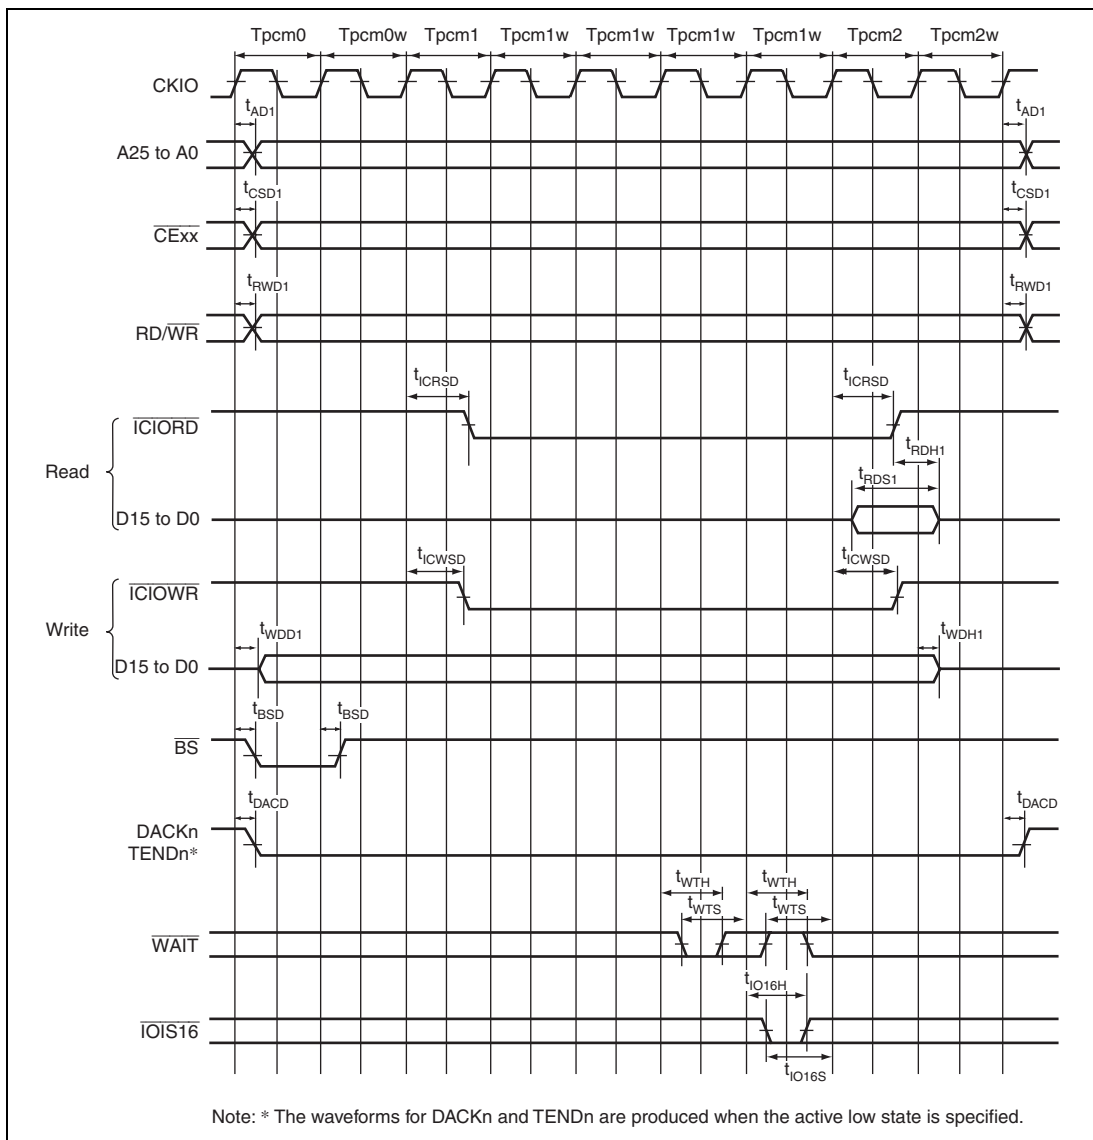 Tpcm0 Tpcm0w Tpcm1 Tpcm1w Tpcm1w Tpcm1w Tpcm1w Tpcm2 Tpcm2w
CKIO
tAD1 tAD1
A25 to A0
tCSD1 tCSD1
CExx
tRWD1 tRWD1
RD/WR
tICRSD tICRSD
ICIORD
tRDH1
Read
tRDS1
D15 to D0
tICWSD tICWSD
ICIOWR
Write
tWDD1 tWDH1
D15 to D0
tBSD tBSD
BS
tDACD tDACD
DACKn
TENDn*
tWTH tWTH
tWTS tWTS
WAIT
tIO16H
IOIS16
tIO16S
Note: * The waveforms for DACKn and TENDn are produced when the active low state is specified.